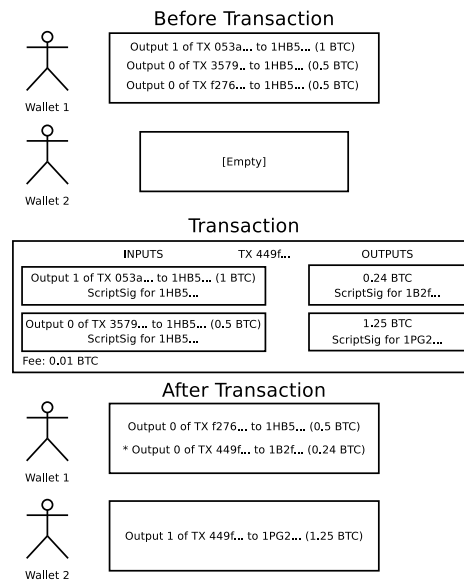 Before Transaction
Output 1 of TX 053a... to 1HB5... (1 BTC)
Output 0 of TX 3579... to 1HB5... (0.5 BTC)
Output 0 of TX f276... to 1HB5... (0.5 BTC)
Wallet 1
[Empty]
Wallet 2
Transaction
INPUTS TX 449f... OUTPUTS
Output 1 of TX 053a... to 1HB5... (1 BTC)
ScriptSig for 1HB5...
0.24 BTC
ScriptSig for 1B2f...
Output 0 of TX 3579... to 1HB5... (0.5 BTC)
ScriptSig for 1HB5...
1.25 BTC
ScriptSig for 1PG2...
Fee: 0.01 BTC
After Transaction
Output 0 of TX f276... to 1HB5... (0.5 BTC)
* Output 0 of TX 449f... to 1B2f... (0.24 BTC)
Wallet 1
Output 1 of TX 449f... to 1PG2... (1.25 BTC)
Wallet 2